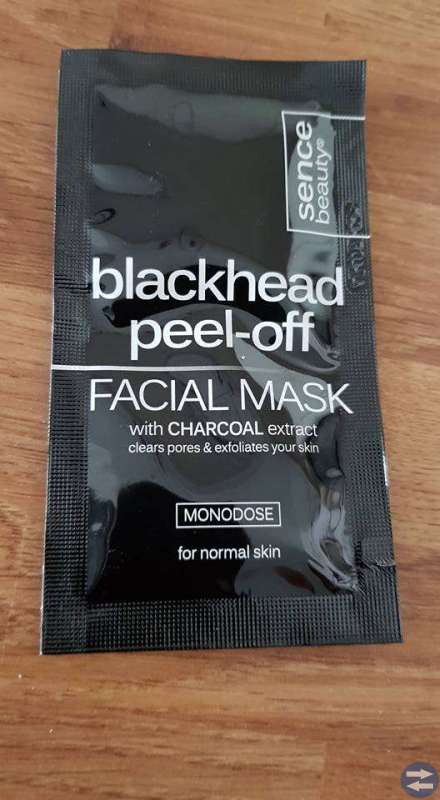 sence
beauty®
blackhead
peel-off
FACIAL MASK
with CHARCOAL extract
clears pores & exfoliates your skin
MONODOSE
for normal skin